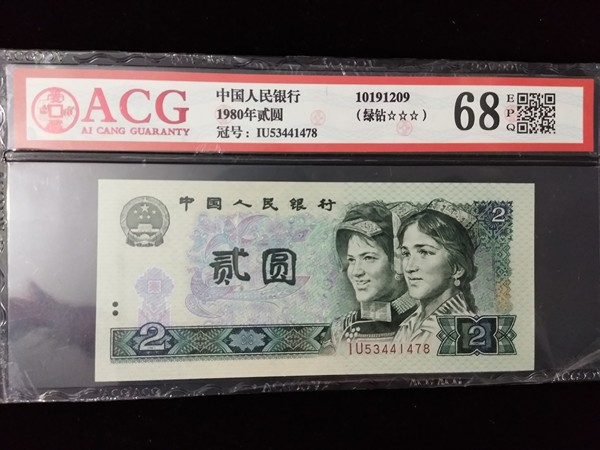 ACG
AI CANG GUARANTY
中国人民银行
1980年贰圆
冠号：IU53441478
10191209
（绿钻☆☆☆）
68
EPQ
中国人民银行
2
贰圆
2
2
IU53441478